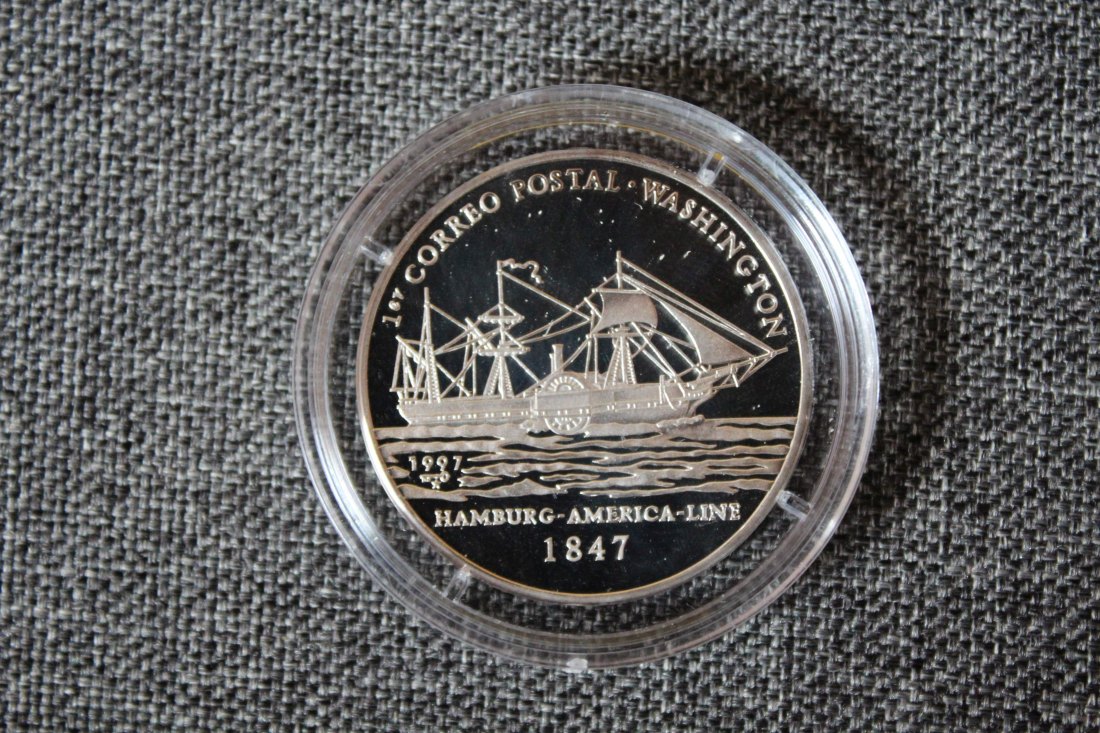 1er CORREO POSTAL · WASHINGTON
1997
HAMBURG-AMERICA-LINE
1847